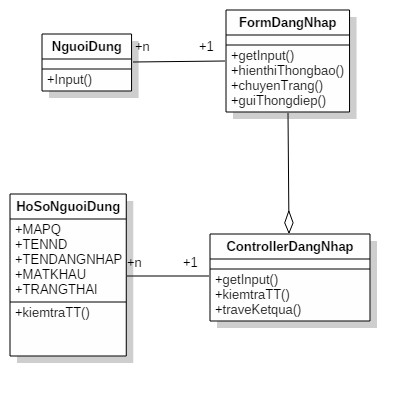 NguoiDung
+Input()
+n
+1
FormDangNhap
+getInput()
+hienthiThongbao()
+chuyenTrang()
+guiThongdiep()
HoSoNguoiDung
+MAPQ
+TENND
+TENDANGNHAP
+MATKHAU
+TRANGTHAI
+kiemtraTT()
+n
+1
ControllerDangNhap
+getInput()
+kiemtraTT()
+traveKetqua()